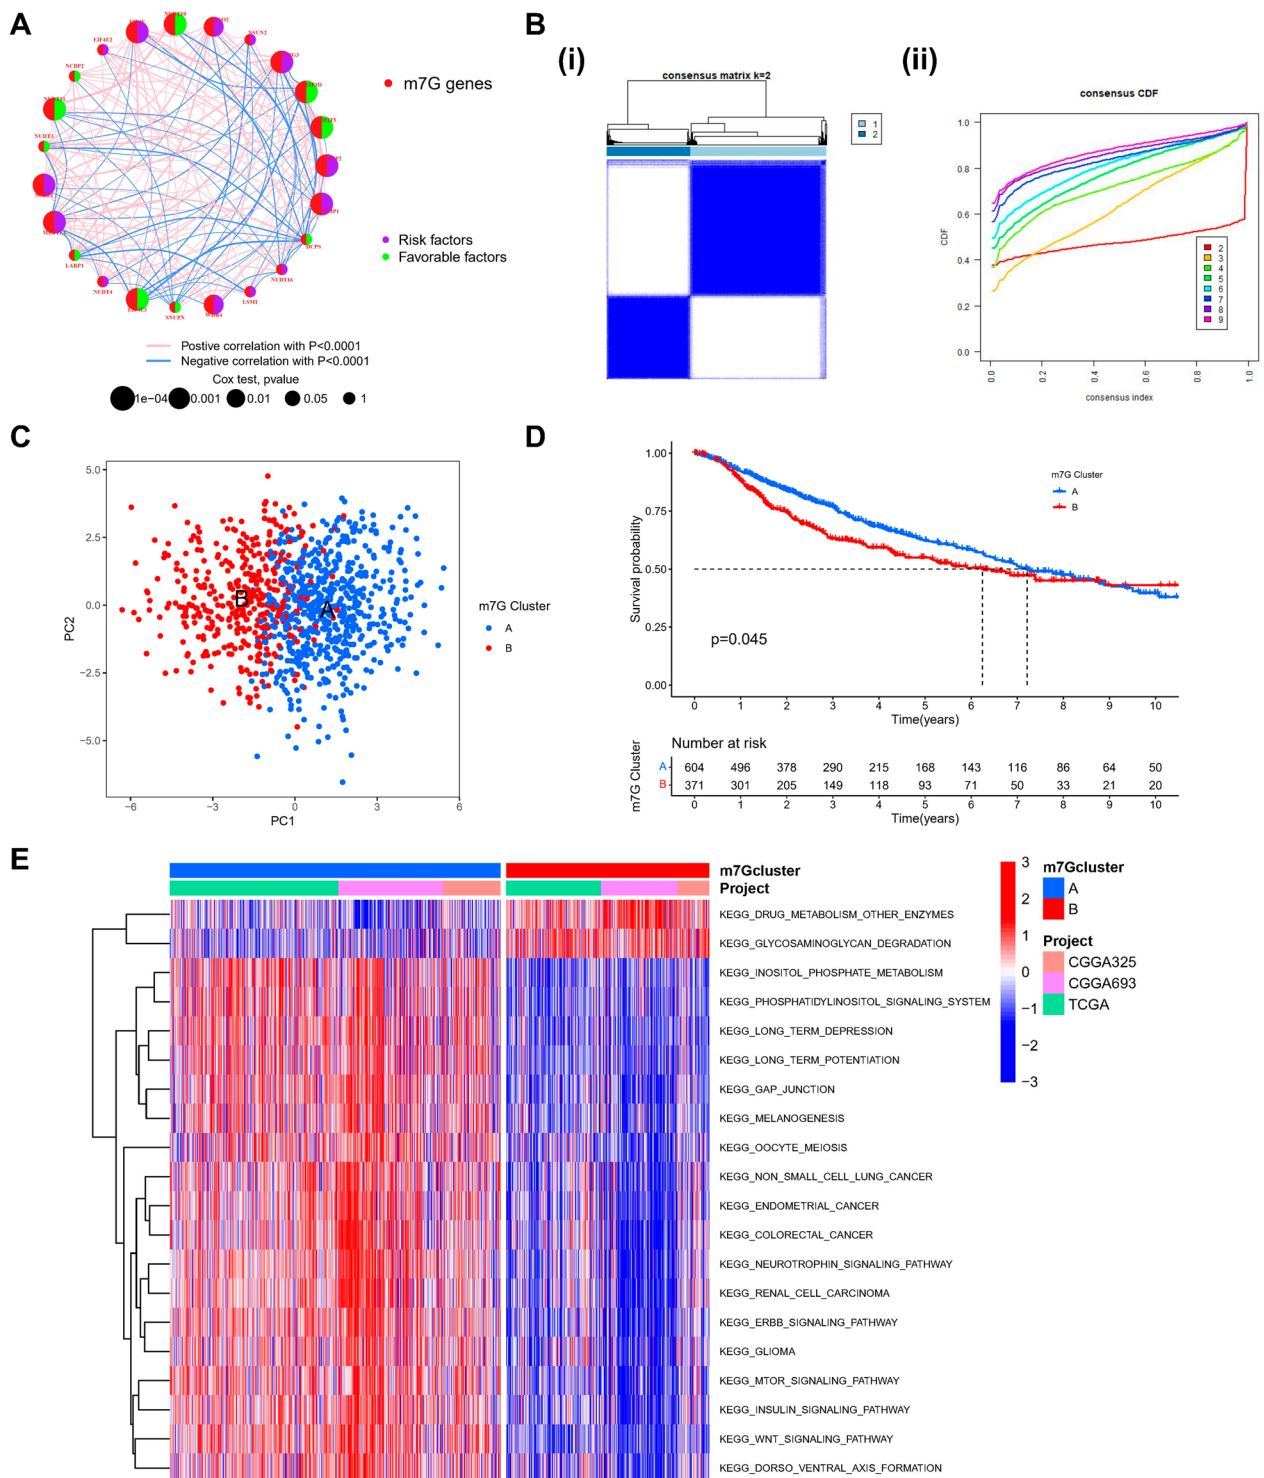 A
EIF4E2
NCBP2
NUDT3
LARP1
NUDT4
SNUPN
WDR4
LSM1
NUDT16
DCPS
NSUN2
m7G genes
Risk factors
Favorable factors
Postive correlation with P<0.0001
Negative correlation with P<0.0001
Cox test, pvalue
1e−04 0.001 0.01 0.05 1
B
(i)
consensus matrix k=2
1
2
(ii)
consensus CDF
CDF
1.0
0.8
0.6
0.4
0.2
0.0
0.0 0.2 0.4 0.6 0.8 1.0
consensus index
2
3
4
5
6
7
8
9
C
PC2
5.0
2.5
0.0
−2.5
−5.0
−6 −3 0 3 6
PC1
B A
m7G Cluster
A
B
D
Survival probability
1.00
0.75
0.50
0.25
0.00
p=0.045
m7G Cluster
A
B
0 1 2 3 4 5 6 7 8 9 10
Time(years)
Number at risk
m7G Cluster
A 604 496 378 290 215 168 143 116 86 64 50
B 371 301 205 149 118 93 71 50 33 21 20
0 1 2 3 4 5 6 7 8 9 10
Time(years)
E
m7Gcluster
Project
KEGG_DRUG_METABOLISM_OTHER_ENZYMES
KEGG_GLYCOSAMINOGLYCAN_DEGRADATION
KEGG_INOSITOL_PHOSPHATE_METABOLISM
KEGG_PHOSPHATIDYLINOSITOL_SIGNALING_SYSTEM
KEGG_LONG_TERM_DEPRESSION
KEGG_LONG_TERM_POTENTIATION
KEGG_GAP_JUNCTION
KEGG_MELANOGENESIS
KEGG_OOCYTE_MEIOSIS
KEGG_NON_SMALL_CELL_LUNG_CANCER
KEGG_ENDOMETRIAL_CANCER
KEGG_COLORECTAL_CANCER
KEGG_NEUROTROPHIN_SIGNALING_PATHWAY
KEGG_RENAL_CELL_CARCINOMA
KEGG_ERBB_SIGNALING_PATHWAY
KEGG_GLIOMA
KEGG_MTOR_SIGNALING_PATHWAY
KEGG_INSULIN_SIGNALING_PATHWAY
KEGG_WNT_SIGNALING_PATHWAY
KEGG_DORSO_VENTRAL_AXIS_FORMATION
3
2
1
0
−1
−2
−3
m7Gcluster
A
B
Project
CGGA325
CGGA693
TCGA